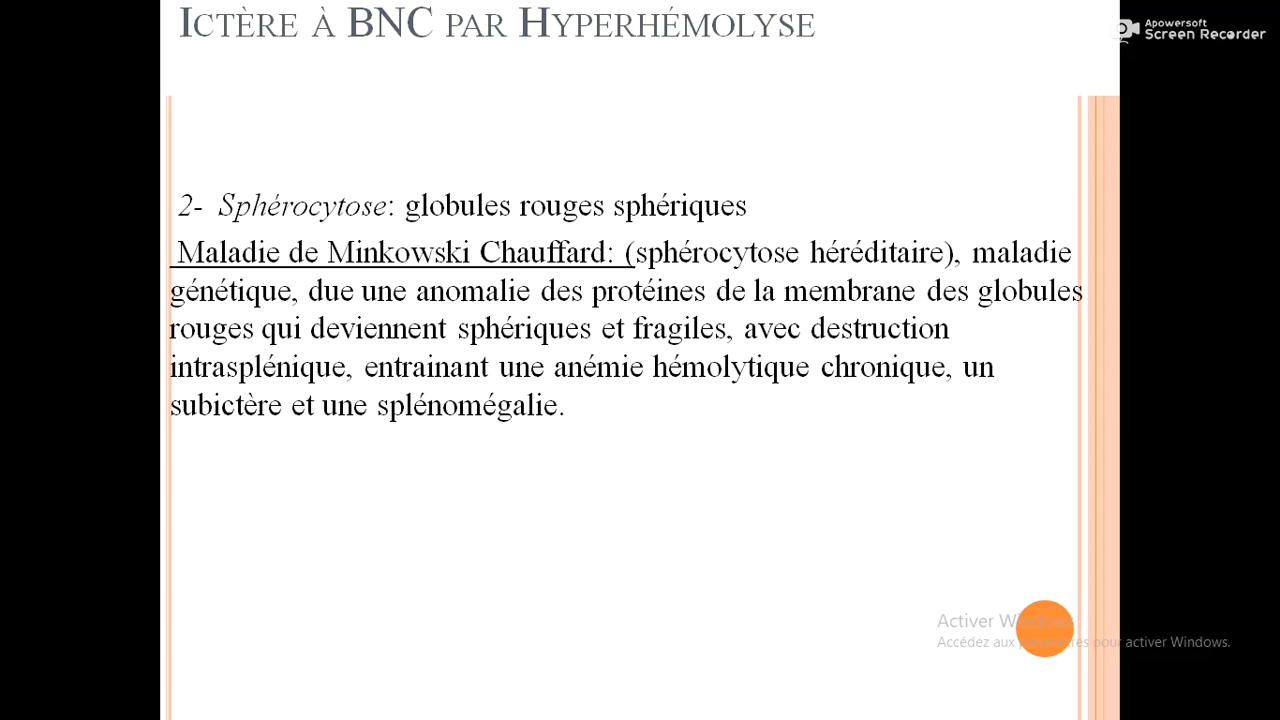 ICTÈRE À BNC PAR HYPERHÉMOLYSE
Apowersoft
Screen Recorder
2- Sphérocytose: globules rouges sphériques
Maladie de Minkowski Chauffard: (sphérocytose héréditaire), maladie
génétique, due une anomalie des protéines de la membrane des globules
rouges qui deviennent sphériques et fragiles, avec destruction
intrasplénique, entrainant une anémie hémolytique chronique, un
subictère et une splénomégalie.
Activer Windows
Accédez aux paramètres pour activer Windows.